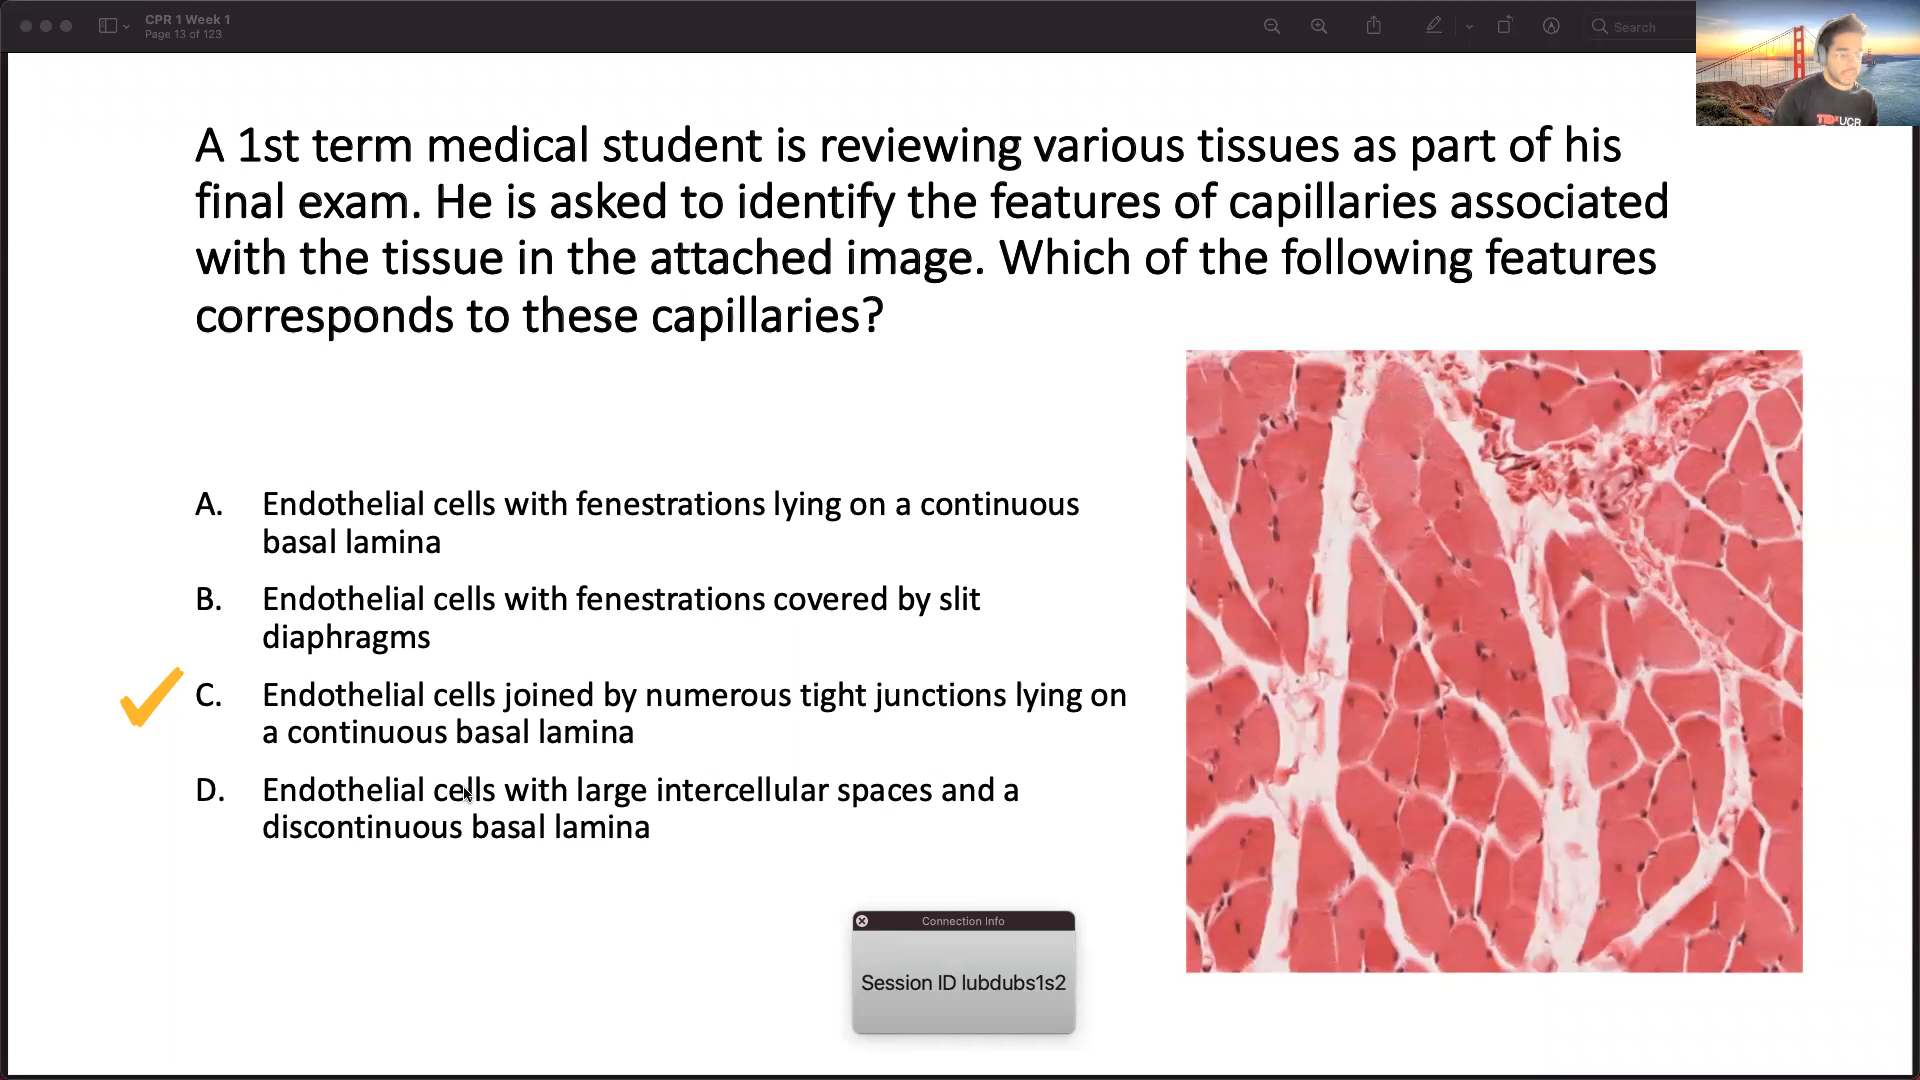 CPR 1 Week 1
Page 13 of 123
Search
TEDxUCR
A 1st term medical student is reviewing various tissues as part of his
final exam. He is asked to identify the features of capillaries associated
with the tissue in the attached image. Which of the following features
corresponds to these capillaries?
A. Endothelial cells with fenestrations lying on a continuous
basal lamina
B. Endothelial cells with fenestrations covered by slit
diaphragms
C. Endothelial cells joined by numerous tight junctions lying on
a continuous basal lamina
D. Endothelial cells with large intercellular spaces and a
discontinuous basal lamina
Connection Info
Session ID lubdubs1s2